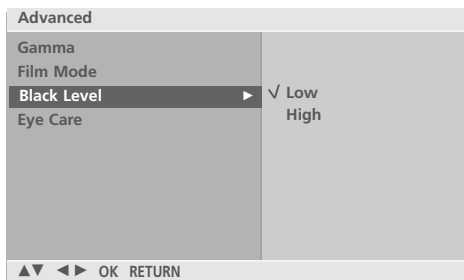 Advanced
Gamma
Film Mode
Black Level ▶ √ Low
High
Eye Care
▲▼ ◀▶ OK RETURN